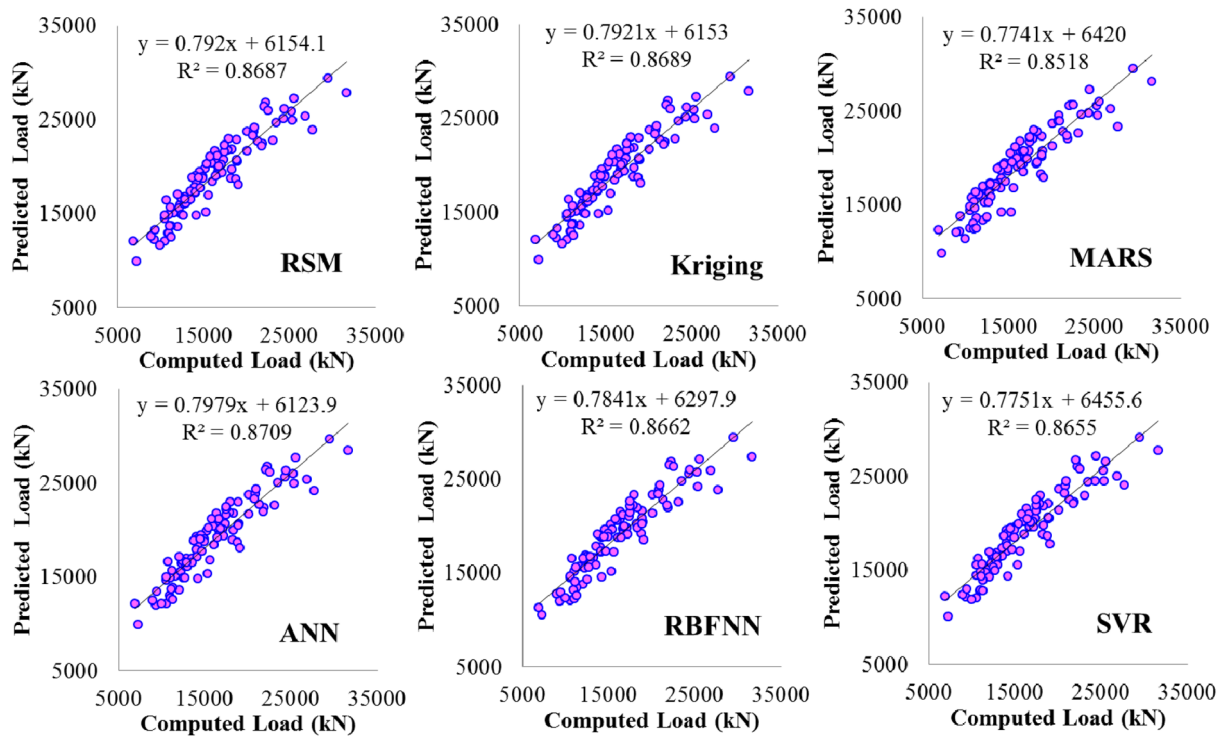 35000
25000
15000
5000
Predicted Load (kN)
y = 0.792x + 6154.1
R² = 0.8687
RSM
5000 15000 25000 35000
Computed Load (kN)
35000
25000
15000
5000
Predicted Load (kN)
y = 0.7921x + 6153
R² = 0.8689
Kriging
5000 15000 25000 35000
Computed Load (kN)
35000
25000
15000
5000
Predicted Load (kN)
y = 0.7741x + 6420
R² = 0.8518
MARS
5000 15000 25000 35000
Computed Load (kN)
35000
25000
15000
5000
Predicted Load (kN)
y = 0.7979x + 6123.9
R² = 0.8709
ANN
5000 15000 25000 35000
Computed Load (kN)
35000
25000
15000
5000
Predicted Load (kN)
y = 0.7841x + 6297.9
R² = 0.8662
RBFNN
5000 15000 25000 35000
Computed Load (kN)
35000
25000
15000
5000
Predicted Load (kN)
y = 0.7751x + 6455.6
R² = 0.8655
SVR
5000 15000 25000 35000
Computed Load (kN)